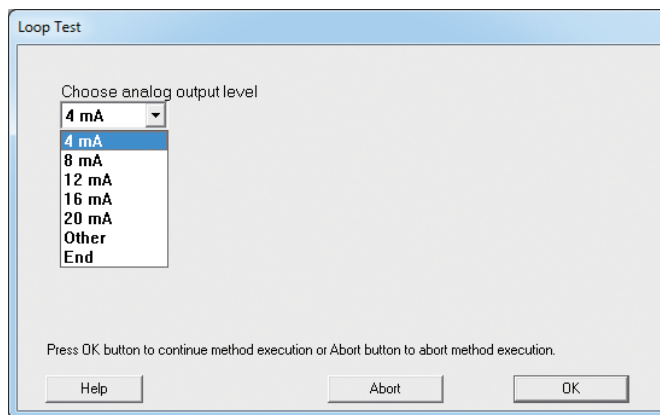 Loop Test
Choose analog output level
4 mA
4 mA
8 mA
12 mA
16 mA
20 mA
Other
End
Press OK button to continue method execution or Abort button to abort method execution.
Help
Abort
OK